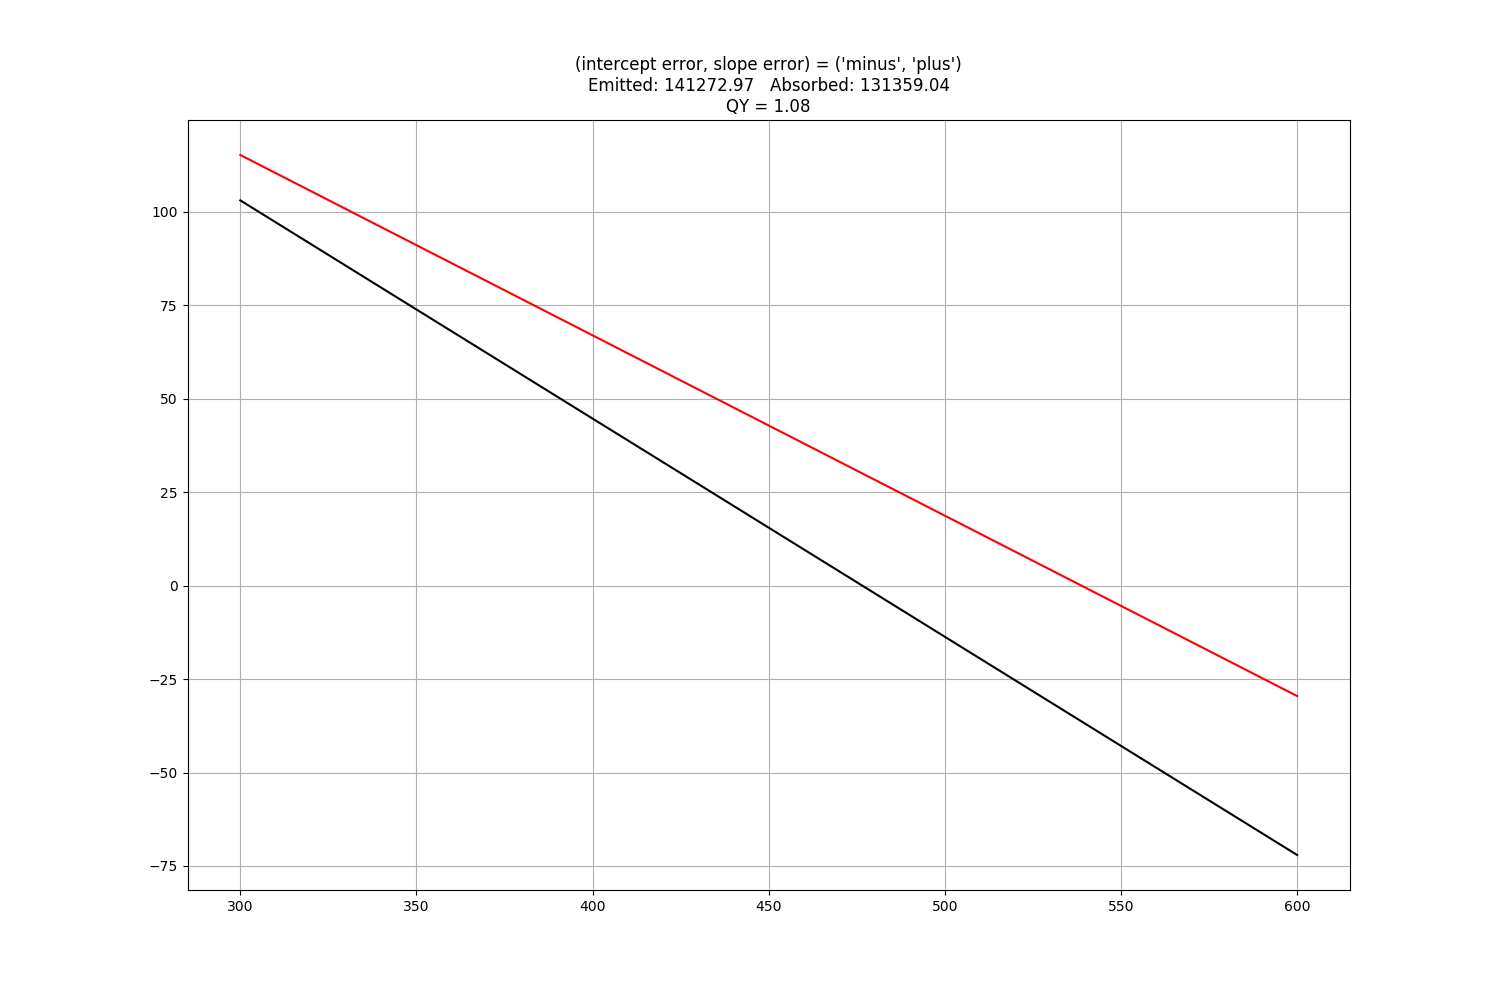 (intercept error, slope error) = ('minus', 'plus')
Emitted: 141272.97   Absorbed: 131359.04
QY = 1.08
100
75
50
25
0
−25
−50
−75
300 350 400 450 500 550 600